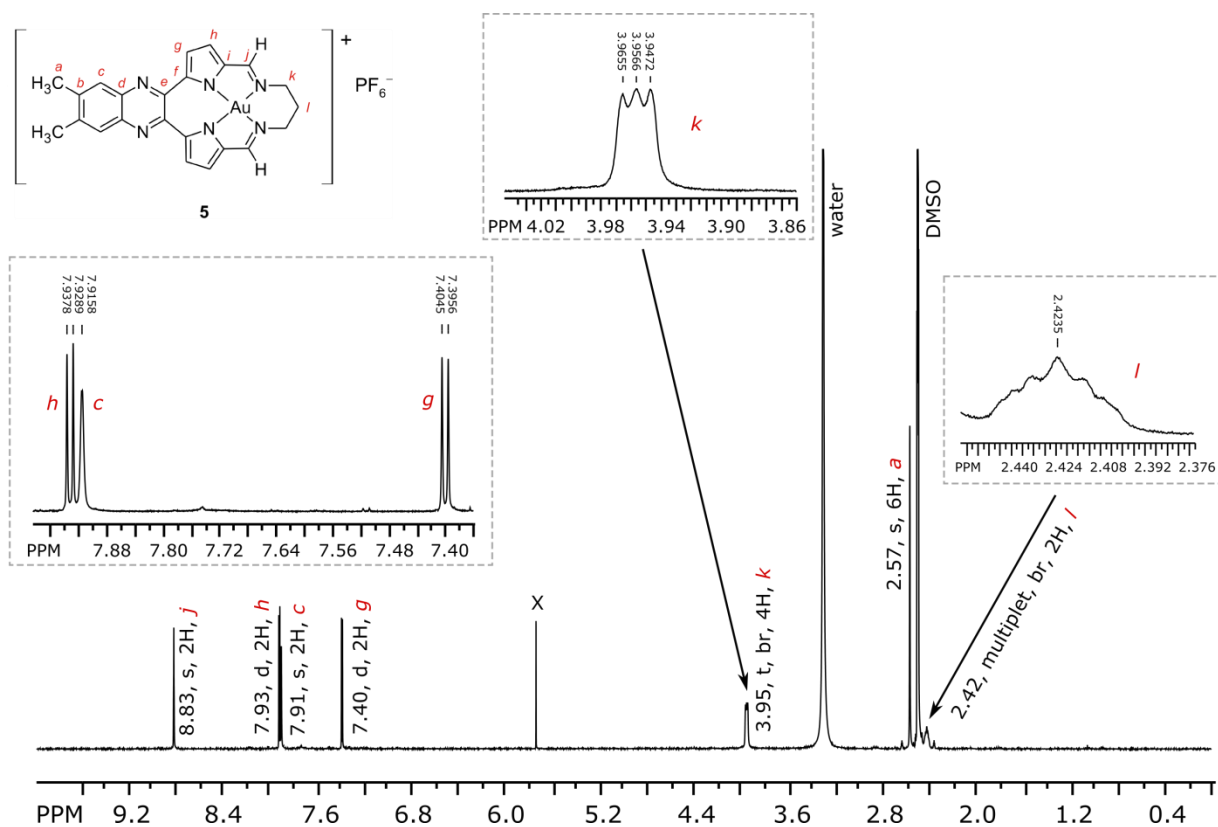 a
b
c
d
e
f
g
h
i
j
k
l
H
H
H₃C
H₃C
N
N
N
N
N
N
Au
+
PF₆⁻
5
3.9655
3.9566
3.9472
k
PPM 4.02 3.98 3.94 3.90 3.86
7.9378
7.9289
7.9158
7.4045
7.3956
h
c
g
PPM 7.88 7.80 7.72 7.64 7.56 7.48 7.40
water
DMSO
2.4235
l
PPM 2.440 2.424 2.408 2.392 2.376
8.83, s, 2H, j
7.93, d, 2H, h
7.91, s, 2H, c
7.40, d, 2H, g
X
3.95, t, br, 4H, k
2.57, s, 6H, a
2.42, multiplet, br, 2H, l
PPM 9.2 8.4 7.6 6.8 6.0 5.2 4.4 3.6 2.8 2.0 1.2 0.4